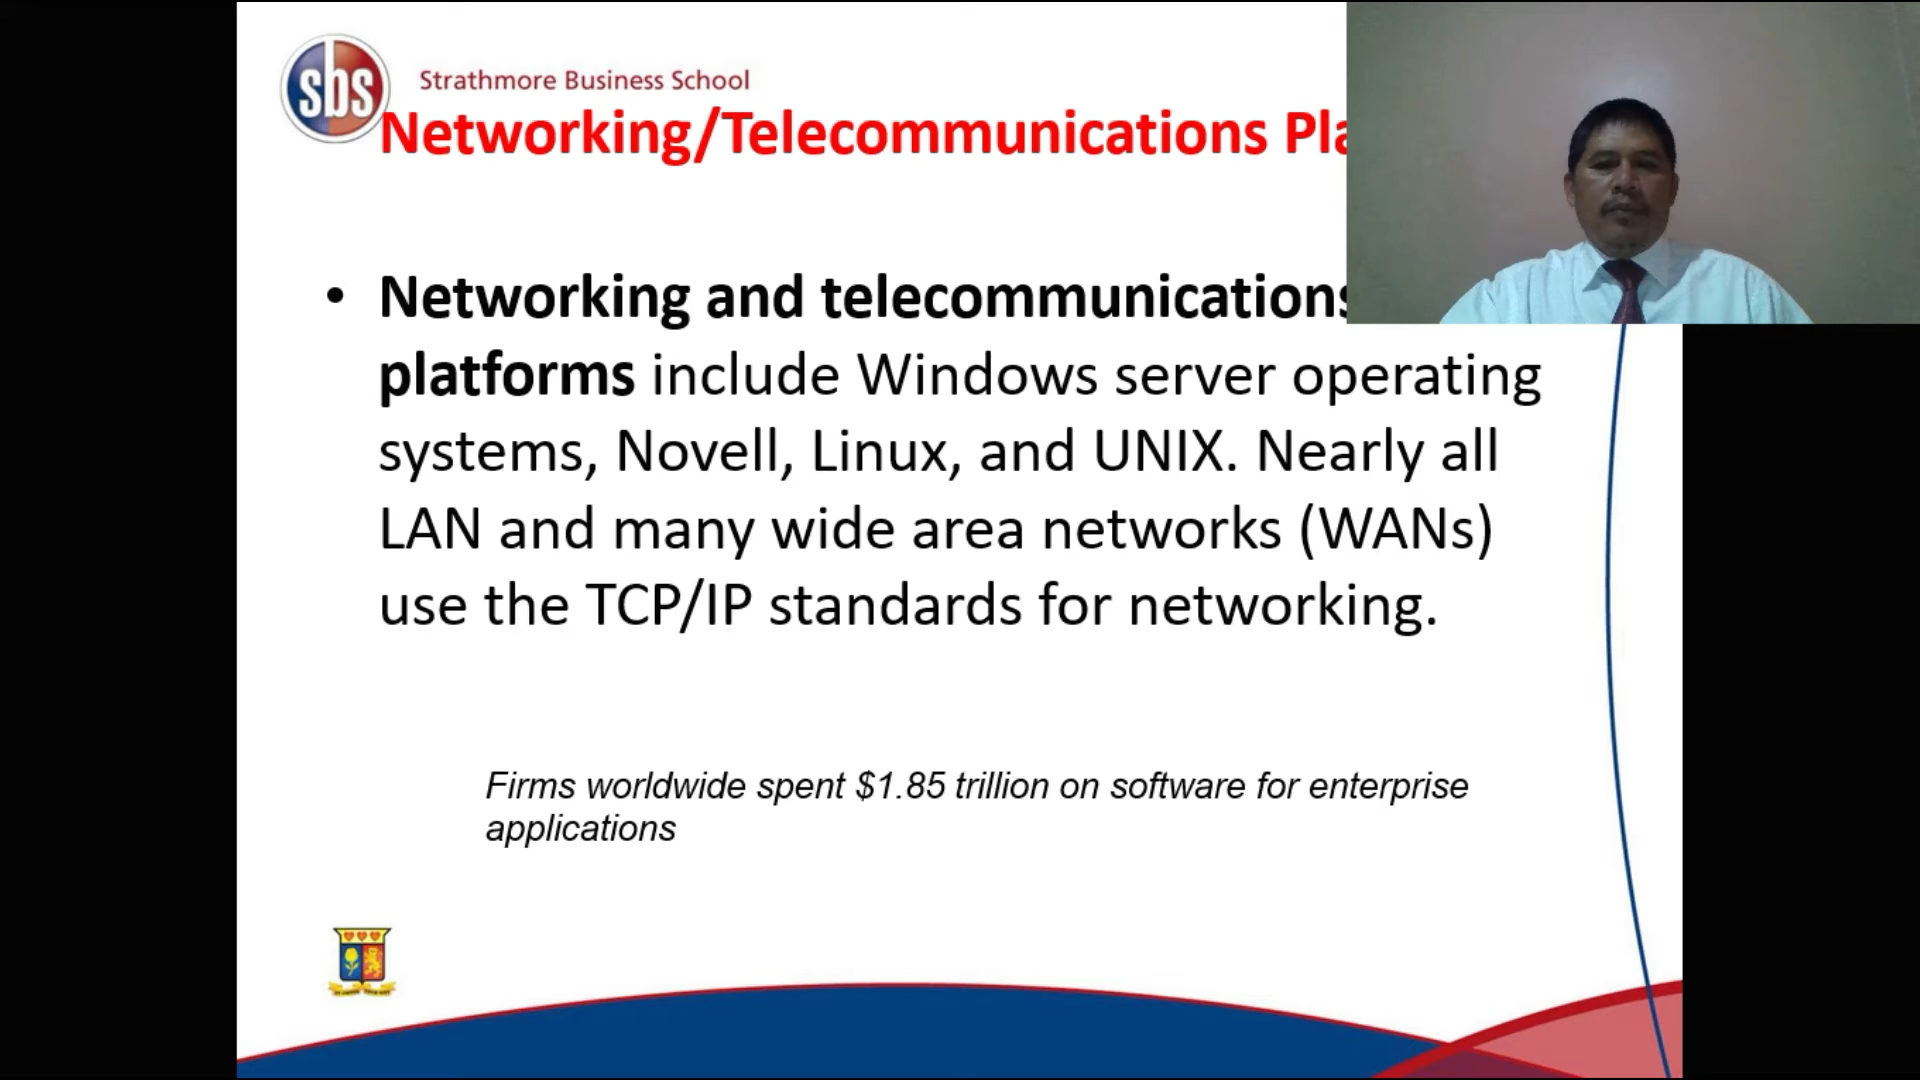 sbs
Strathmore Business School
Networking/Telecommunications Pla
• Networking and telecommunications
platforms include Windows server operating
systems, Novell, Linux, and UNIX. Nearly all
LAN and many wide area networks (WANs)
use the TCP/IP standards for networking.
Firms worldwide spent $1.85 trillion on software for enterprise
applications